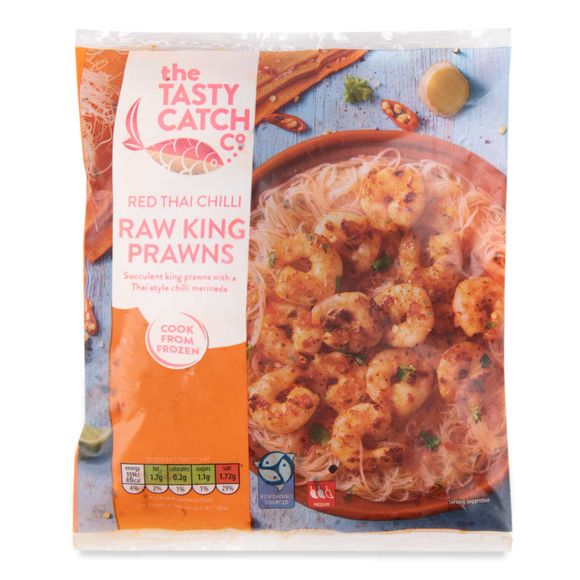 the
TASTY
CATCH
Co
RED THAI CHILLI
RAW KING
PRAWNS
Succulent king prawns with a
Thai style chilli marinade
COOK
FROM
FROZEN
energy fat saturates sugars salt
1.7g 0.2g 1.1g 1.72g
4% 2% 1% 1% 29%
RESPONSIBLY
SOURCED
MEDIUM
Serving suggestion